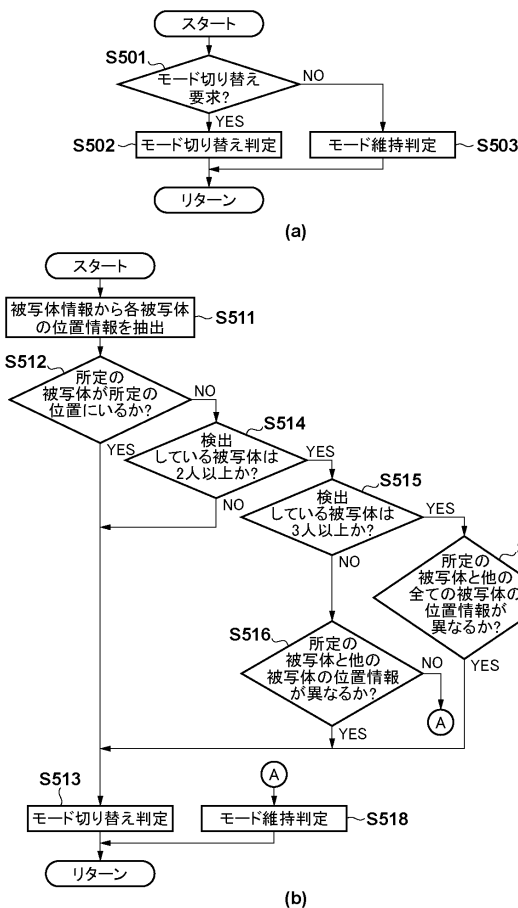 スタート
S501
モード切り替え
要求?
NO
YES
S502
モード切り替え判定
モード維持判定
S503
リターン
(a)
スタート
被写体情報から各被写体
の位置情報を抽出
S511
S512
所定の
被写体が所定の
位置にいるか?
NO
YES
S514
検出
している被写体は
2人以上か?
YES
NO
S515
検出
している被写体は
3人以上か?
YES
NO
所定の
被写体と他の
全ての被写体の
位置情報が
異なるか?
YES
S516
所定の
被写体と他の
被写体の位置情報
が異なるか?
NO
A
YES
S513
モード切り替え判定
A
モード維持判定
S518
リターン
(b)